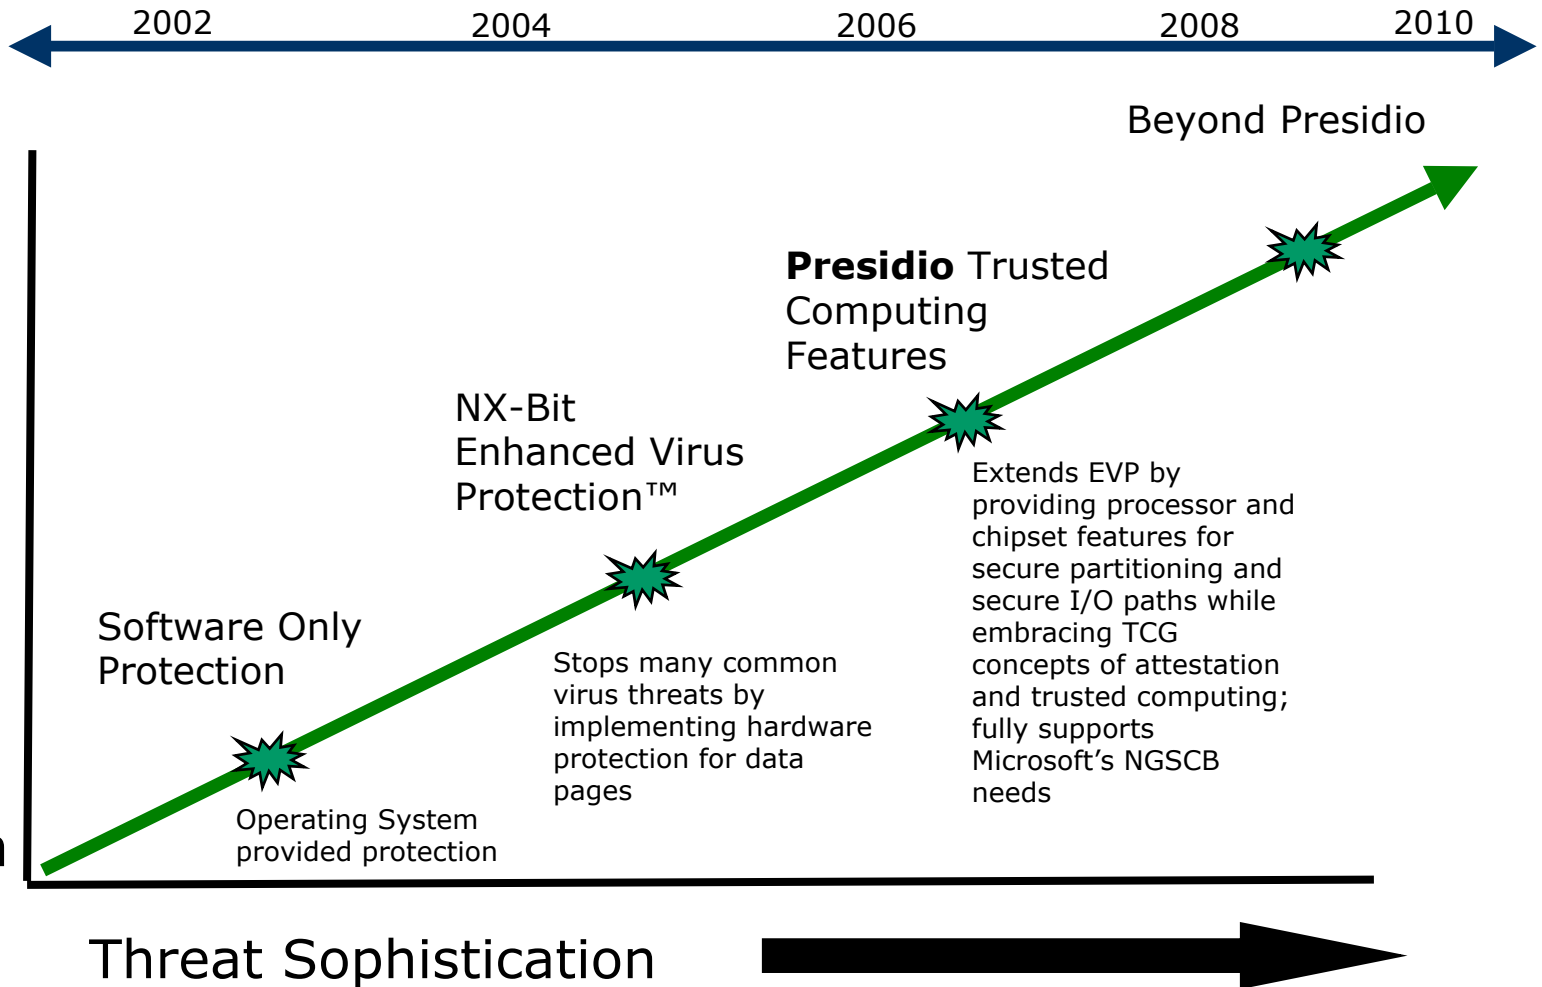 2002 2004 2006 2008 2010
Beyond Presidio
Presidio Trusted
Computing
Features
NX-Bit
Enhanced Virus
Protection™
Extends EVP by
providing processor and
chipset features for
secure partitioning and
secure I/O paths while
embracing TCG
concepts of attestation
and trusted computing;
fully supports
Microsoft’s NGSCB
needs
Software Only
Protection
Stops many common
virus threats by
implementing hardware
protection for data
pages
Operating System
provided protection
Threat Sophistication